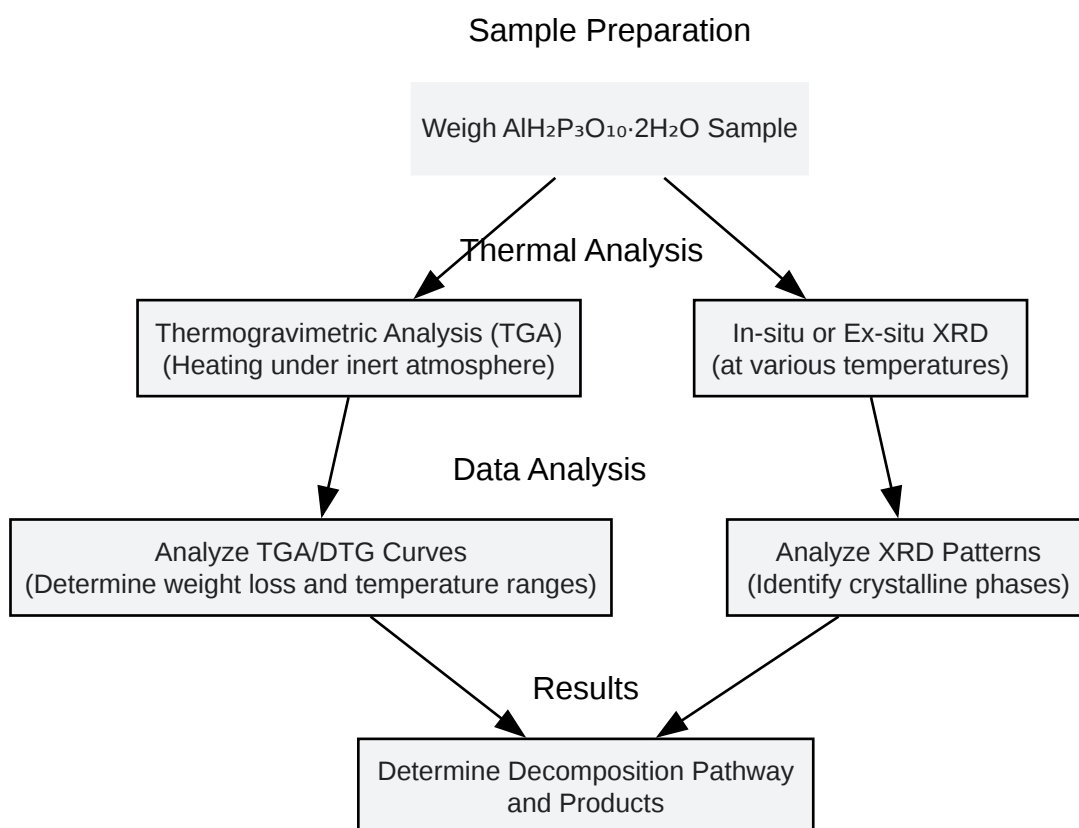 Sample Preparation
Weigh AlH₂P₃O₁₀·2H₂O Sample
Thermal Analysis
Thermogravimetric Analysis (TGA)
(Heating under inert atmosphere)
In-situ or Ex-situ XRD
(at various temperatures)
Data Analysis
Analyze TGA/DTG Curves
(Determine weight loss and temperature ranges)
Analyze XRD Patterns
(Identify crystalline phases)
Results
Determine Decomposition Pathway
and Products